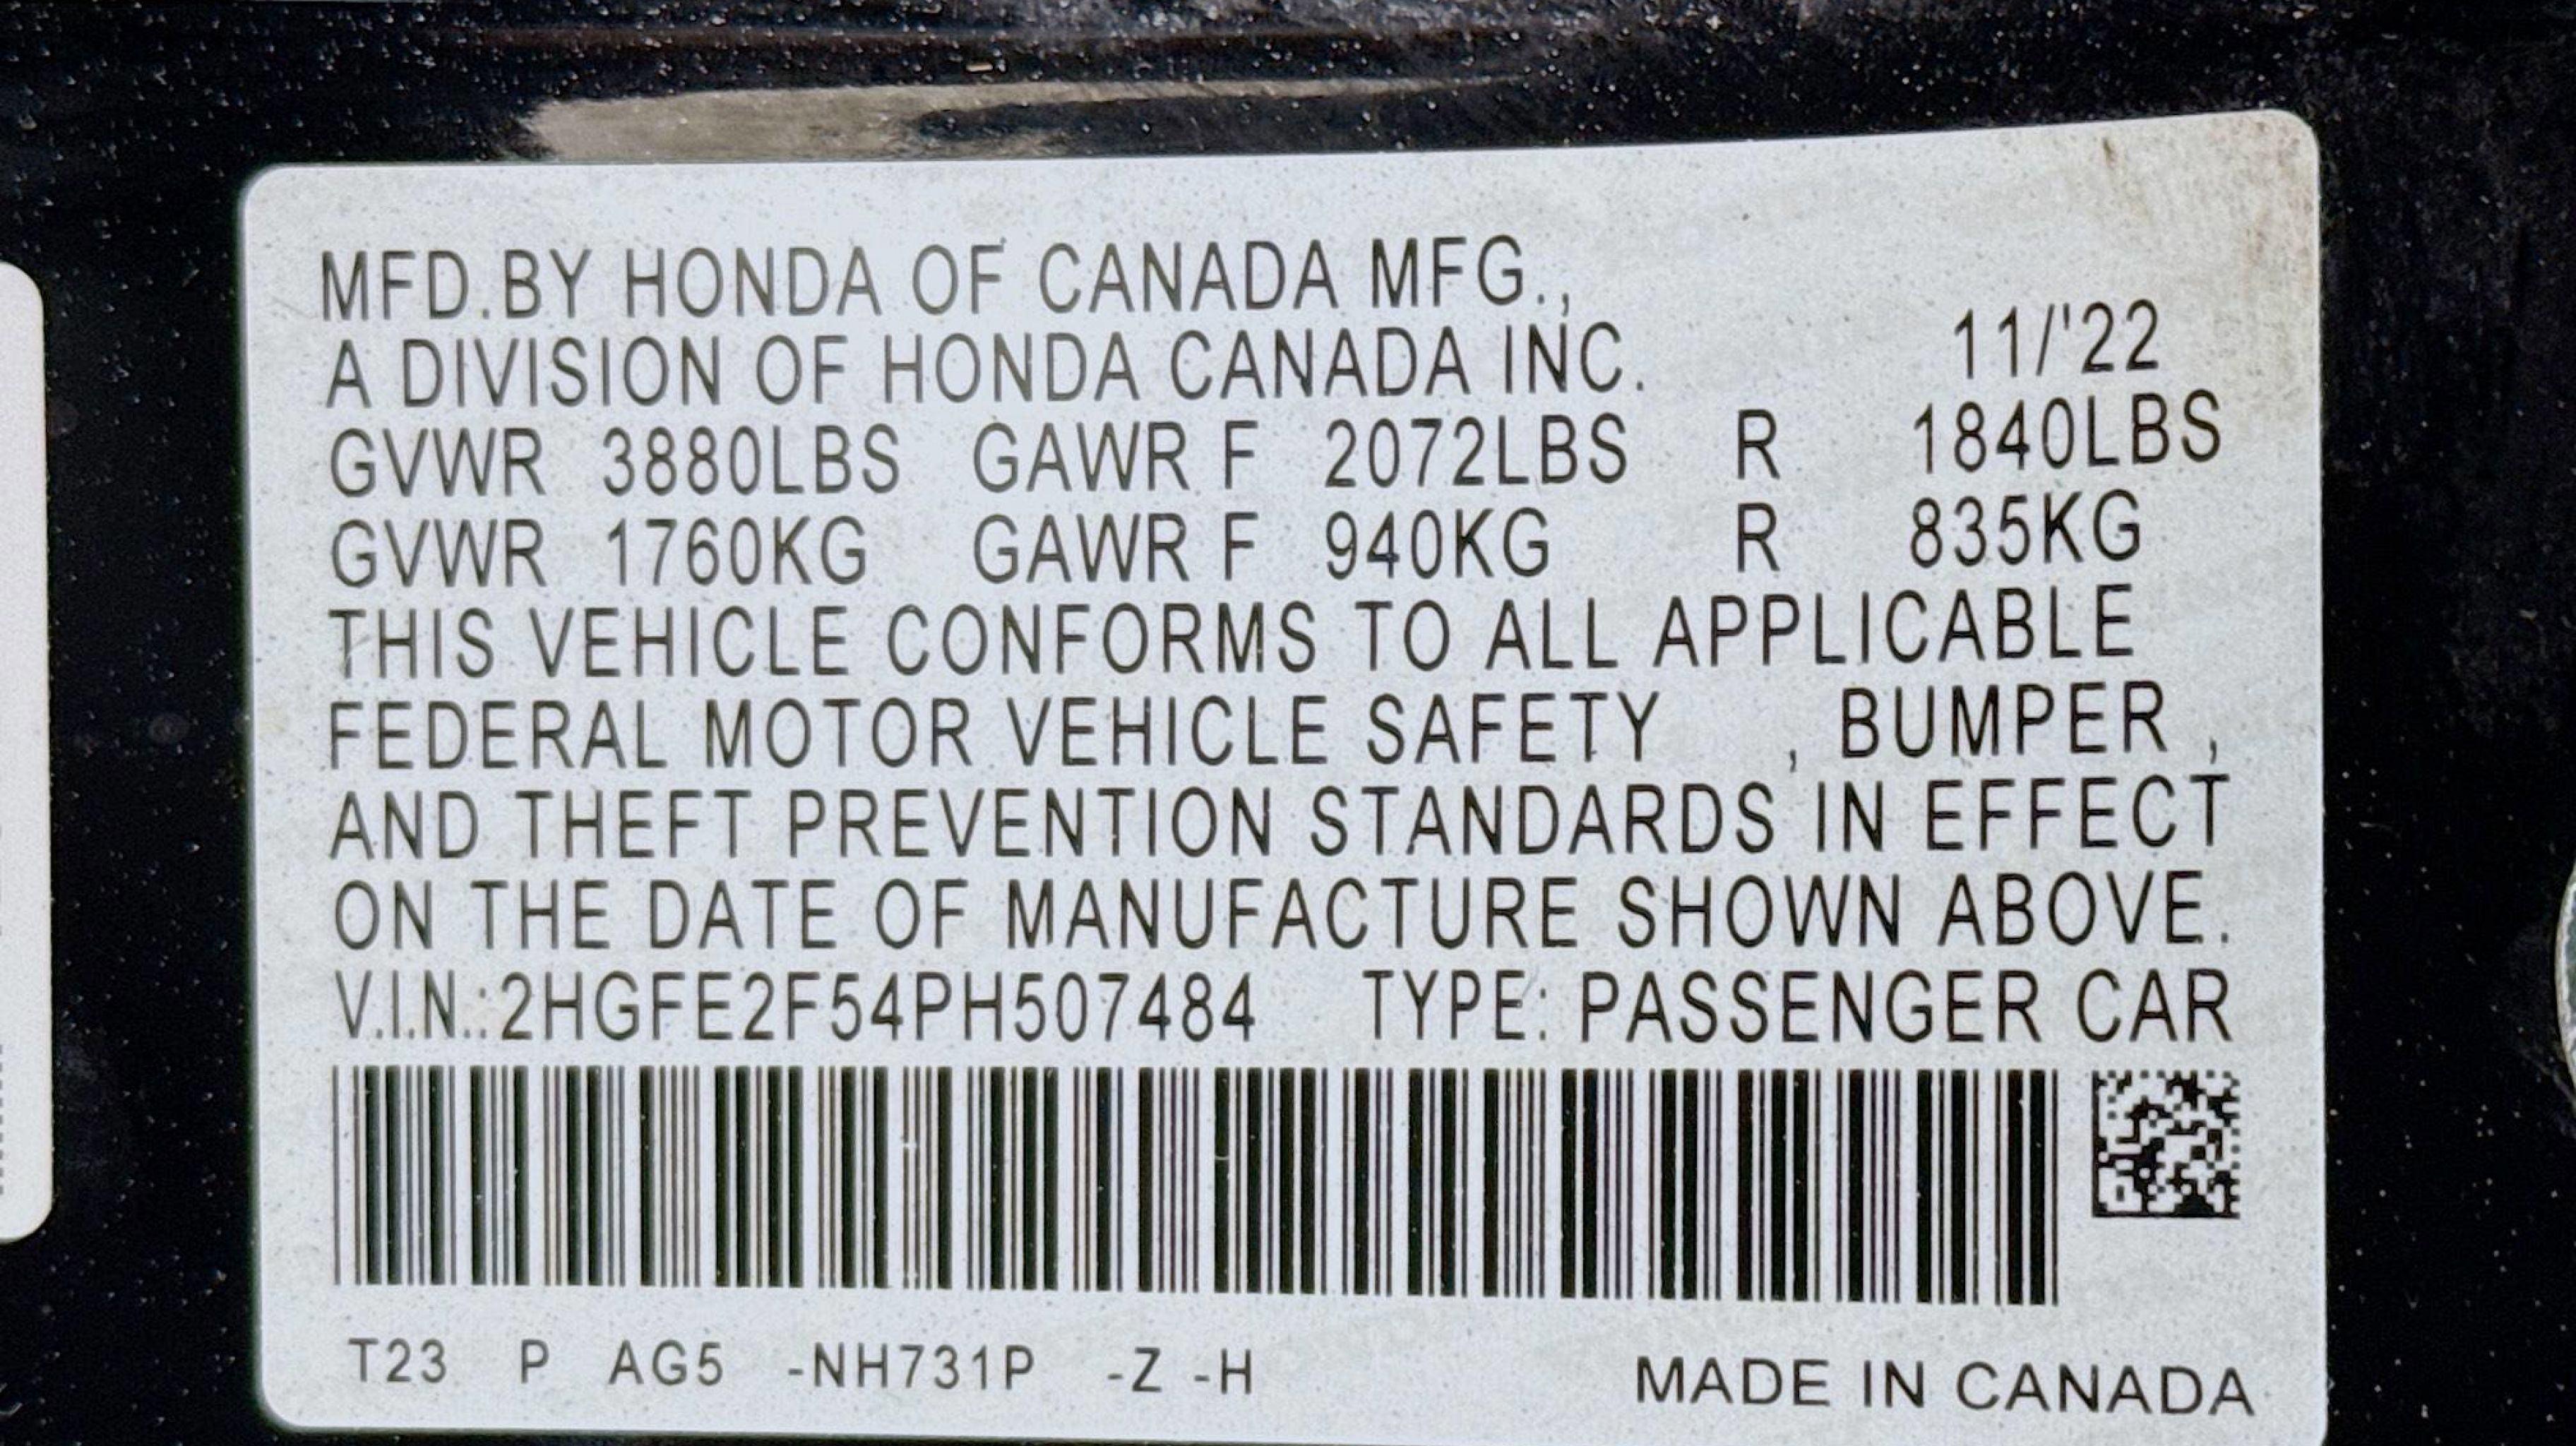 MFD.BY HONDA OF CANADA MFG.,
A DIVISION OF HONDA CANADA INC. 11/'22
GVWR 3880LBS GAWR F 2072LBS R 1840LBS
GVWR 1760KG GAWR F 940KG R 835KG
THIS VEHICLE CONFORMS TO ALL APPLICABLE
FEDERAL MOTOR VEHICLE SAFETY , BUMPER ,
AND THEFT PREVENTION STANDARDS IN EFFECT
ON THE DATE OF MANUFACTURE SHOWN ABOVE.
V.I.N.:2HGFE2F54PH507484 TYPE: PASSENGER CAR
T23 P AG5 -NH731P -Z -H MADE IN CANADA